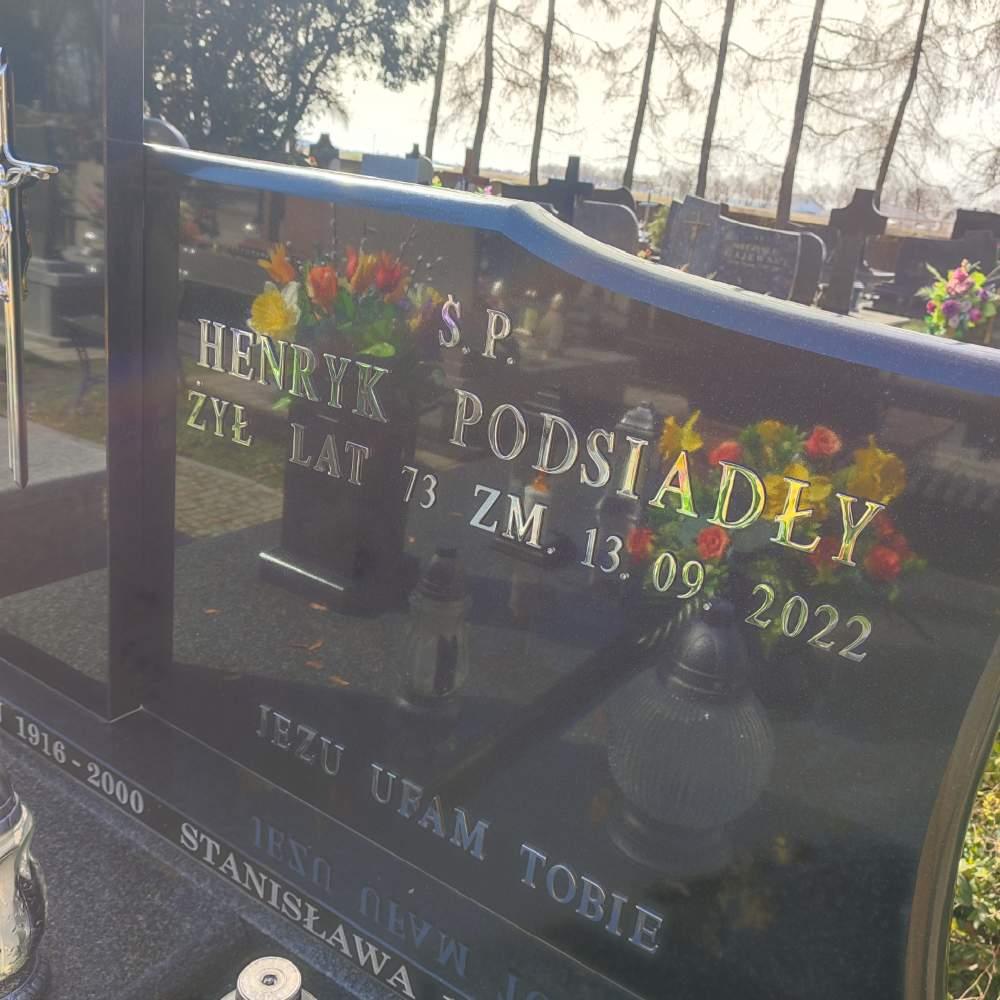 Ś.P.
HENRYK PODSIADŁY
ŻYŁ LAT 73 ZM. 13.09.2022
JEZU UFAM TOBIE
1916-2000 STANISŁAWA